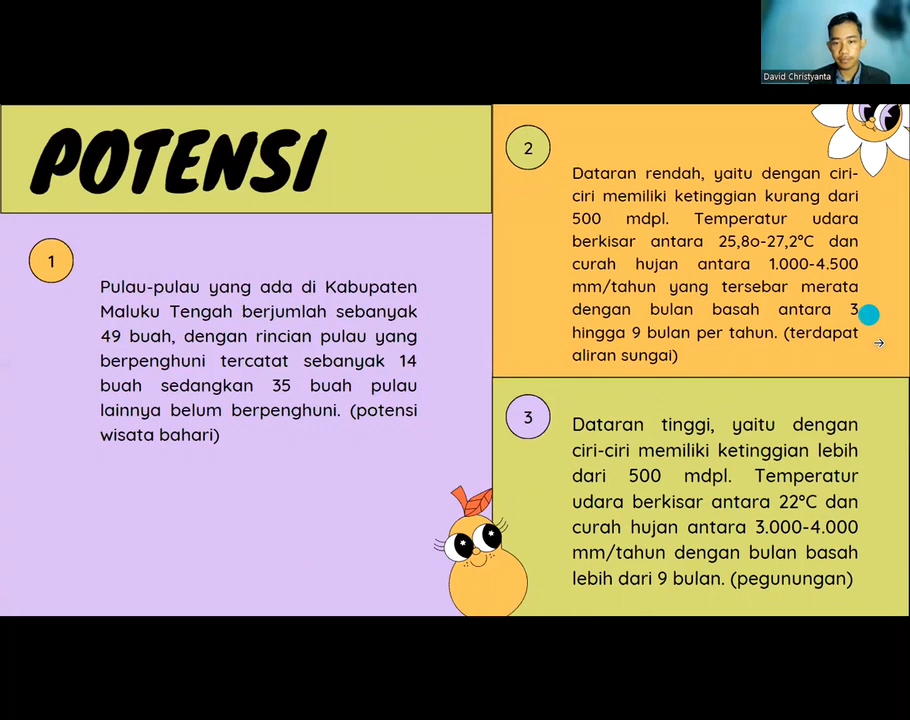 David Christyanta
POTENSI
1
Pulau-pulau yang ada di Kabupaten
Maluku Tengah berjumlah sebanyak
49 buah, dengan rincian pulau yang
berpenghuni tercatat sebanyak 14
buah sedangkan 35 buah pulau
lainnya belum berpenghuni. (potensi
wisata bahari)
2
Dataran rendah, yaitu dengan ciri-
ciri memiliki ketinggian kurang dari
500 mdpl. Temperatur udara
berkisar antara 25,8o-27,2°C dan
curah hujan antara 1.000-4.500
mm/tahun yang tersebar merata
dengan bulan basah antara 3
hingga 9 bulan per tahun. (terdapat
aliran sungai)
3
Dataran tinggi, yaitu dengan
ciri-ciri memiliki ketinggian lebih
dari 500 mdpl. Temperatur
udara berkisar antara 22°C dan
curah hujan antara 3.000-4.000
mm/tahun dengan bulan basah
lebih dari 9 bulan. (pegunungan)